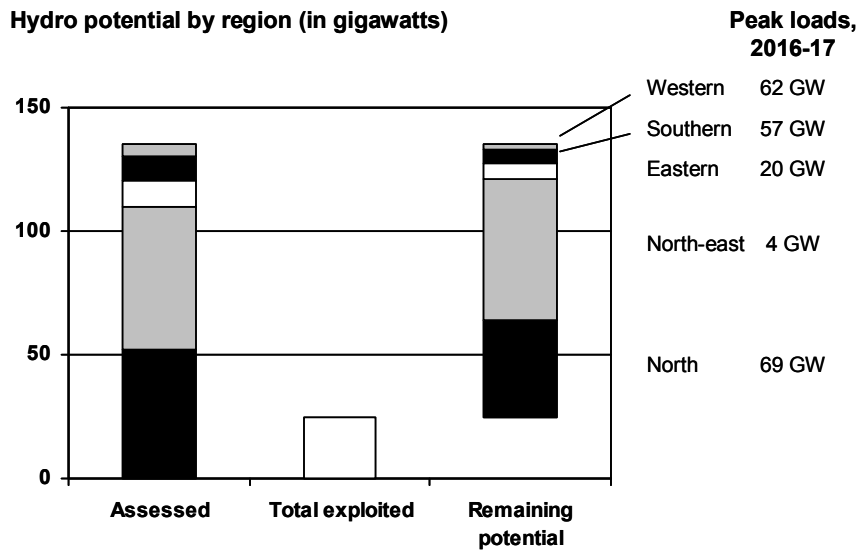 Hydro potential by region (in gigawatts)
Peak loads,
2016-17
Western 62 GW
150
Southern 57 GW
Eastern 20 GW
100
North-east 4 GW
50
North 69 GW
0
Assessed Total exploited Remaining
potential